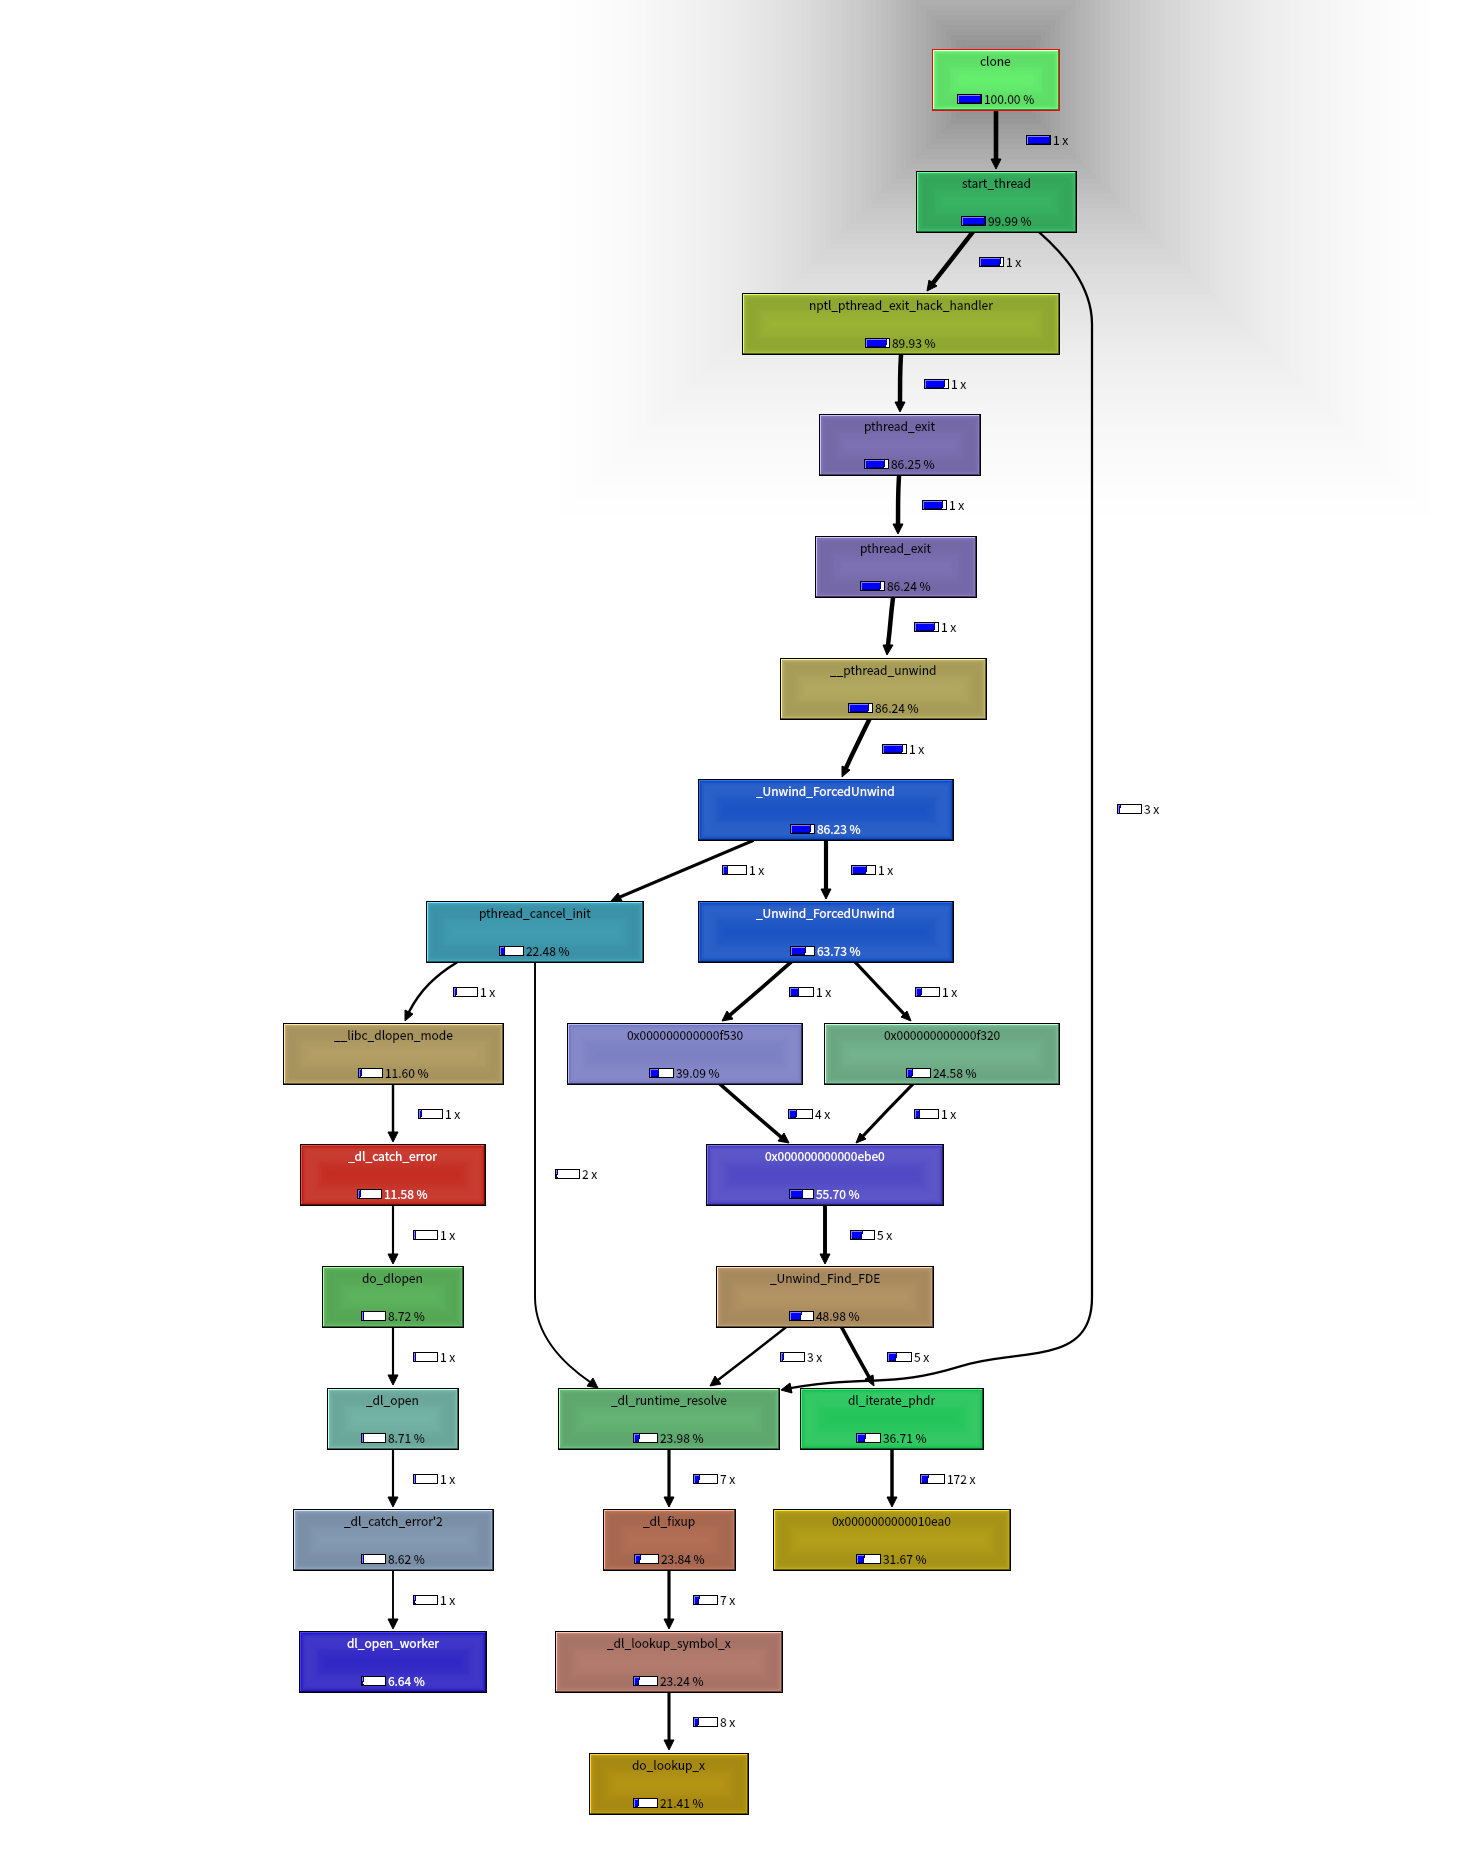 clone
100.00 %
1 x
start_thread
99.99 %
1 x
nptl_pthread_exit_hack_handler
89.93 %
1 x
pthread_exit
86.25 %
1 x
pthread_exit
86.24 %
1 x
__pthread_unwind
86.24 %
1 x
_Unwind_ForcedUnwind
86.23 %
3 x
1 x
1 x
pthread_cancel_init
22.48 %
_Unwind_ForcedUnwind
63.73 %
1 x
1 x
1 x
__libc_dlopen_mode
11.60 %
0x000000000000f530
39.09 %
0x000000000000f320
24.58 %
1 x
4 x
1 x
_dl_catch_error
11.58 %
2 x
0x000000000000ebe0
55.70 %
1 x
5 x
do_dlopen
8.72 %
_Unwind_Find_FDE
48.98 %
1 x
3 x
5 x
_dl_open
8.71 %
_dl_runtime_resolve
23.98 %
dl_iterate_phdr
36.71 %
1 x
7 x
172 x
_dl_catch_error'2
8.62 %
_dl_fixup
23.84 %
0x0000000000010ea0
31.67 %
1 x
7 x
dl_open_worker
6.64 %
_dl_lookup_symbol_x
23.24 %
8 x
do_lookup_x
21.41 %